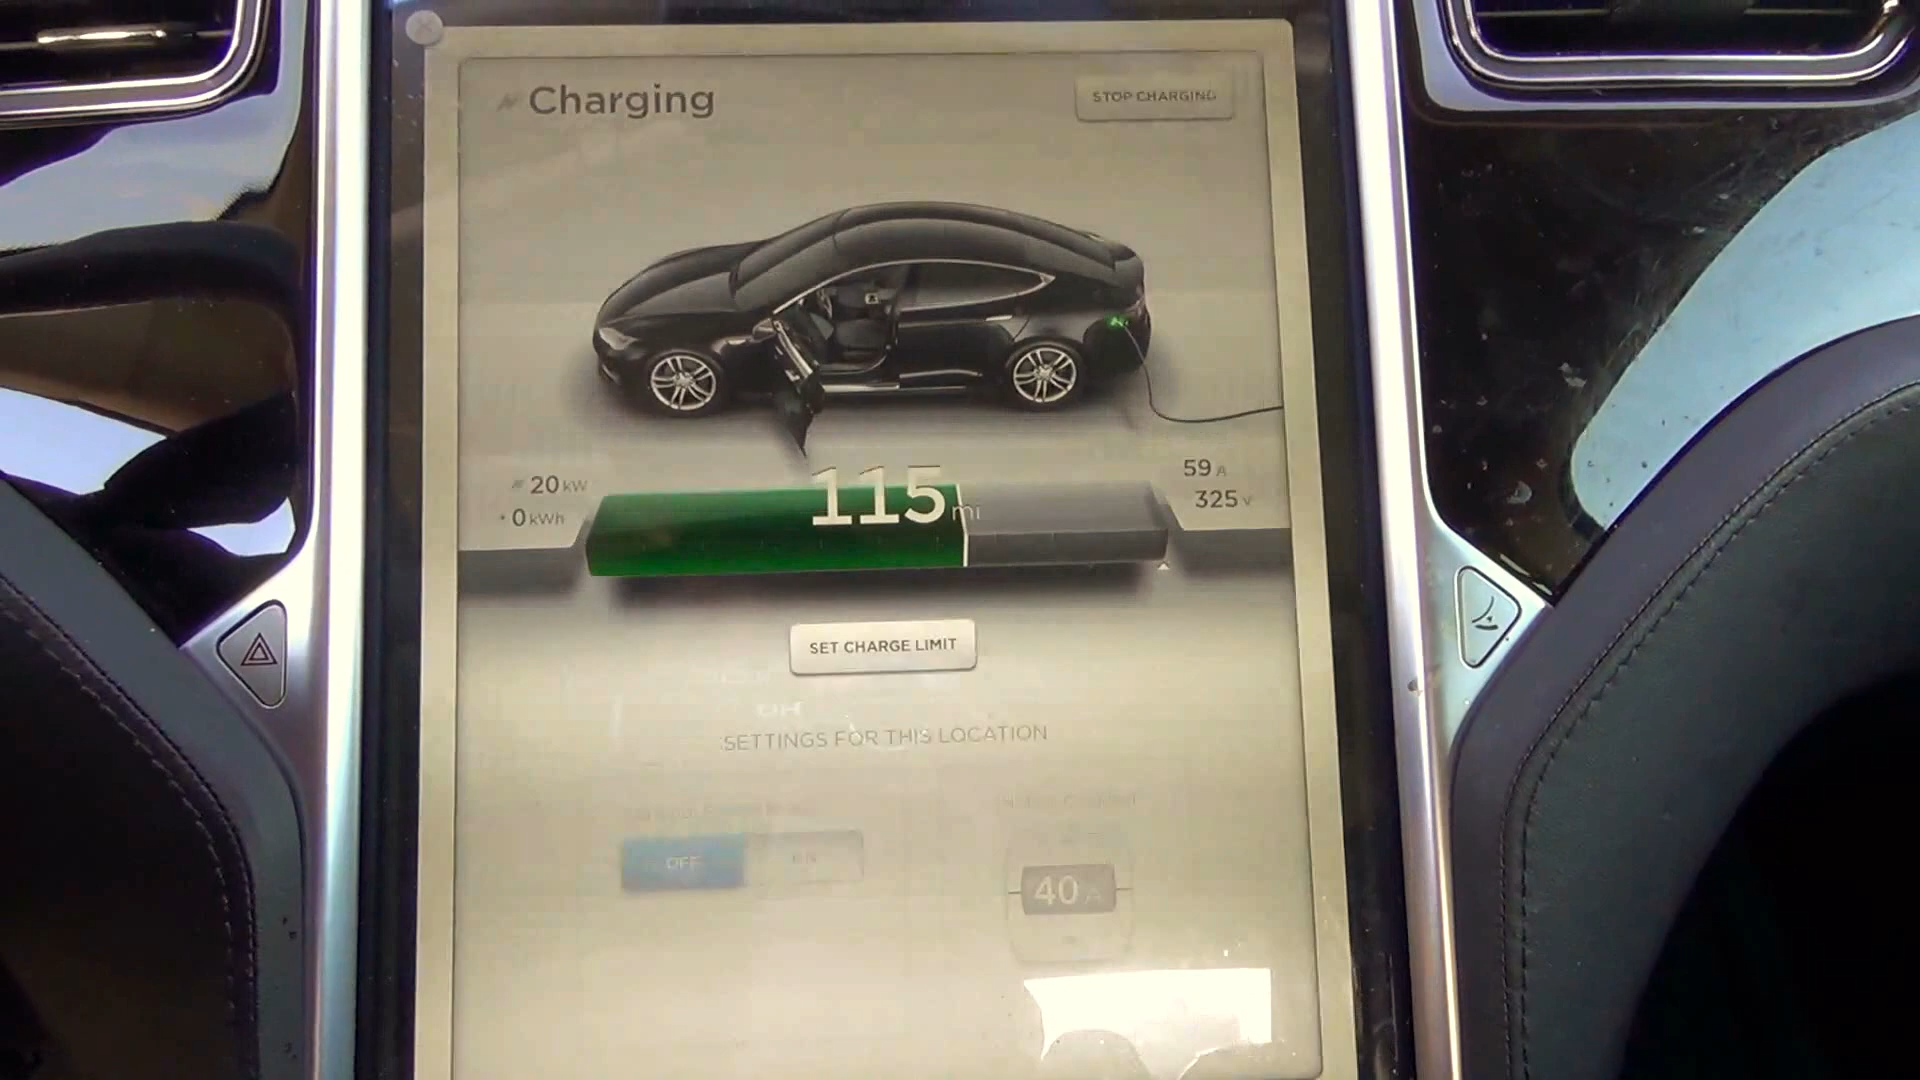 Charging
STOP CHARGING
20 kW
0 kWh
115 mi
59 A
325 V
SET CHARGE LIMIT
SETTINGS FOR THIS LOCATION
OFF
40 A